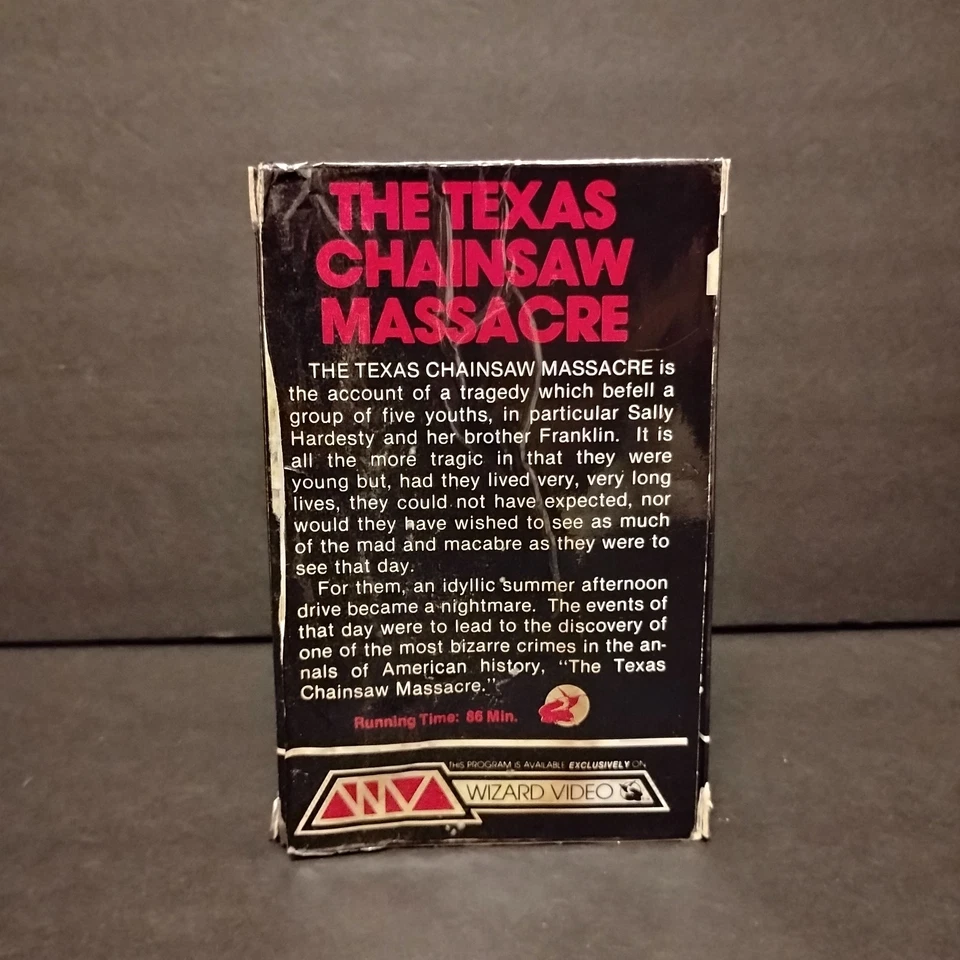 THE TEXAS
CHAINSAW
MASSACRE
THE TEXAS CHAINSAW MASSACRE is
the account of a tragedy which befell a
group of five youths, in particular Sally
Hardesty and her brother Franklin. It is
all the more tragic in that they were
young but, had they lived very, very long
lives, they could not have expected, nor
would they have wished to see as much
of the mad and macabre as they were to
see that day.
For them, an idyllic summer afternoon
drive became a nightmare. The events of
that day were to lead to the discovery of
one of the most bizarre crimes in the an-
nals of American history, "The Texas
Chainsaw Massacre."
Running Time: 86 Min.
THIS PROGRAM IS AVAILABLE EXCLUSIVELY ON
WV
WIZARD VIDEO